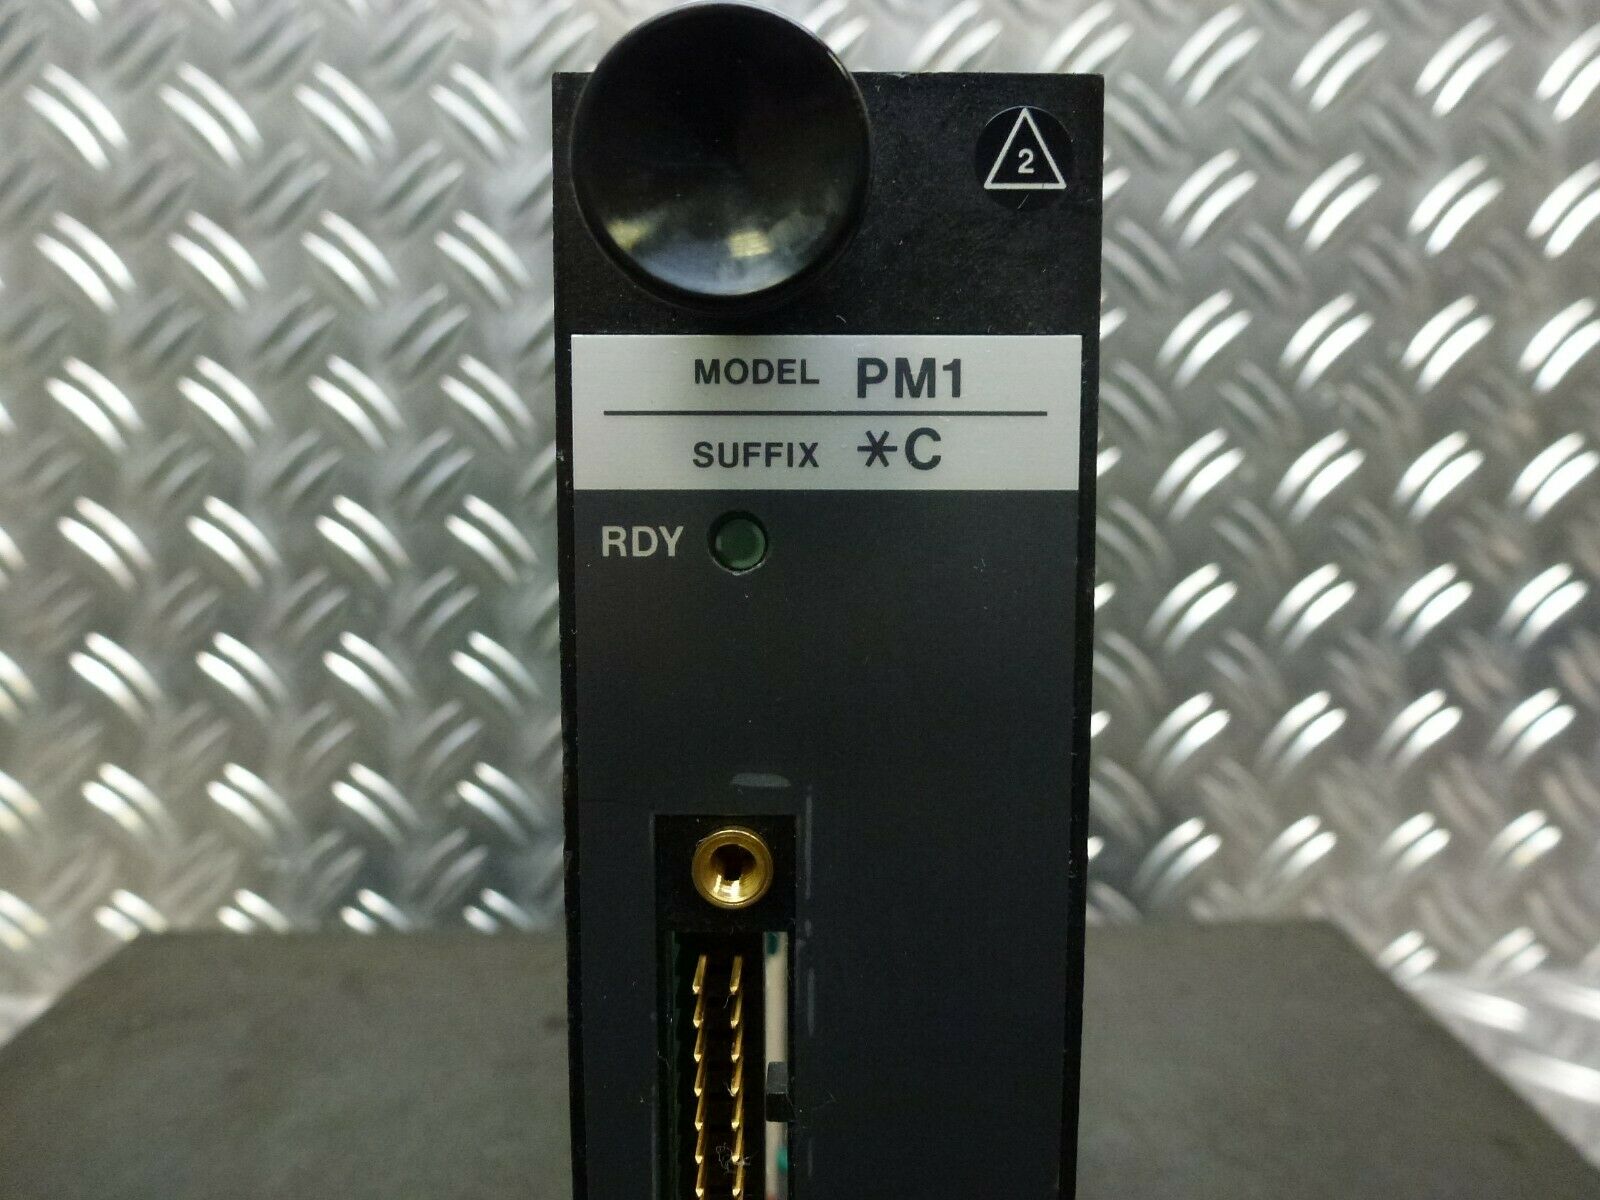 2
MODEL PM1
SUFFIX *C
RDY